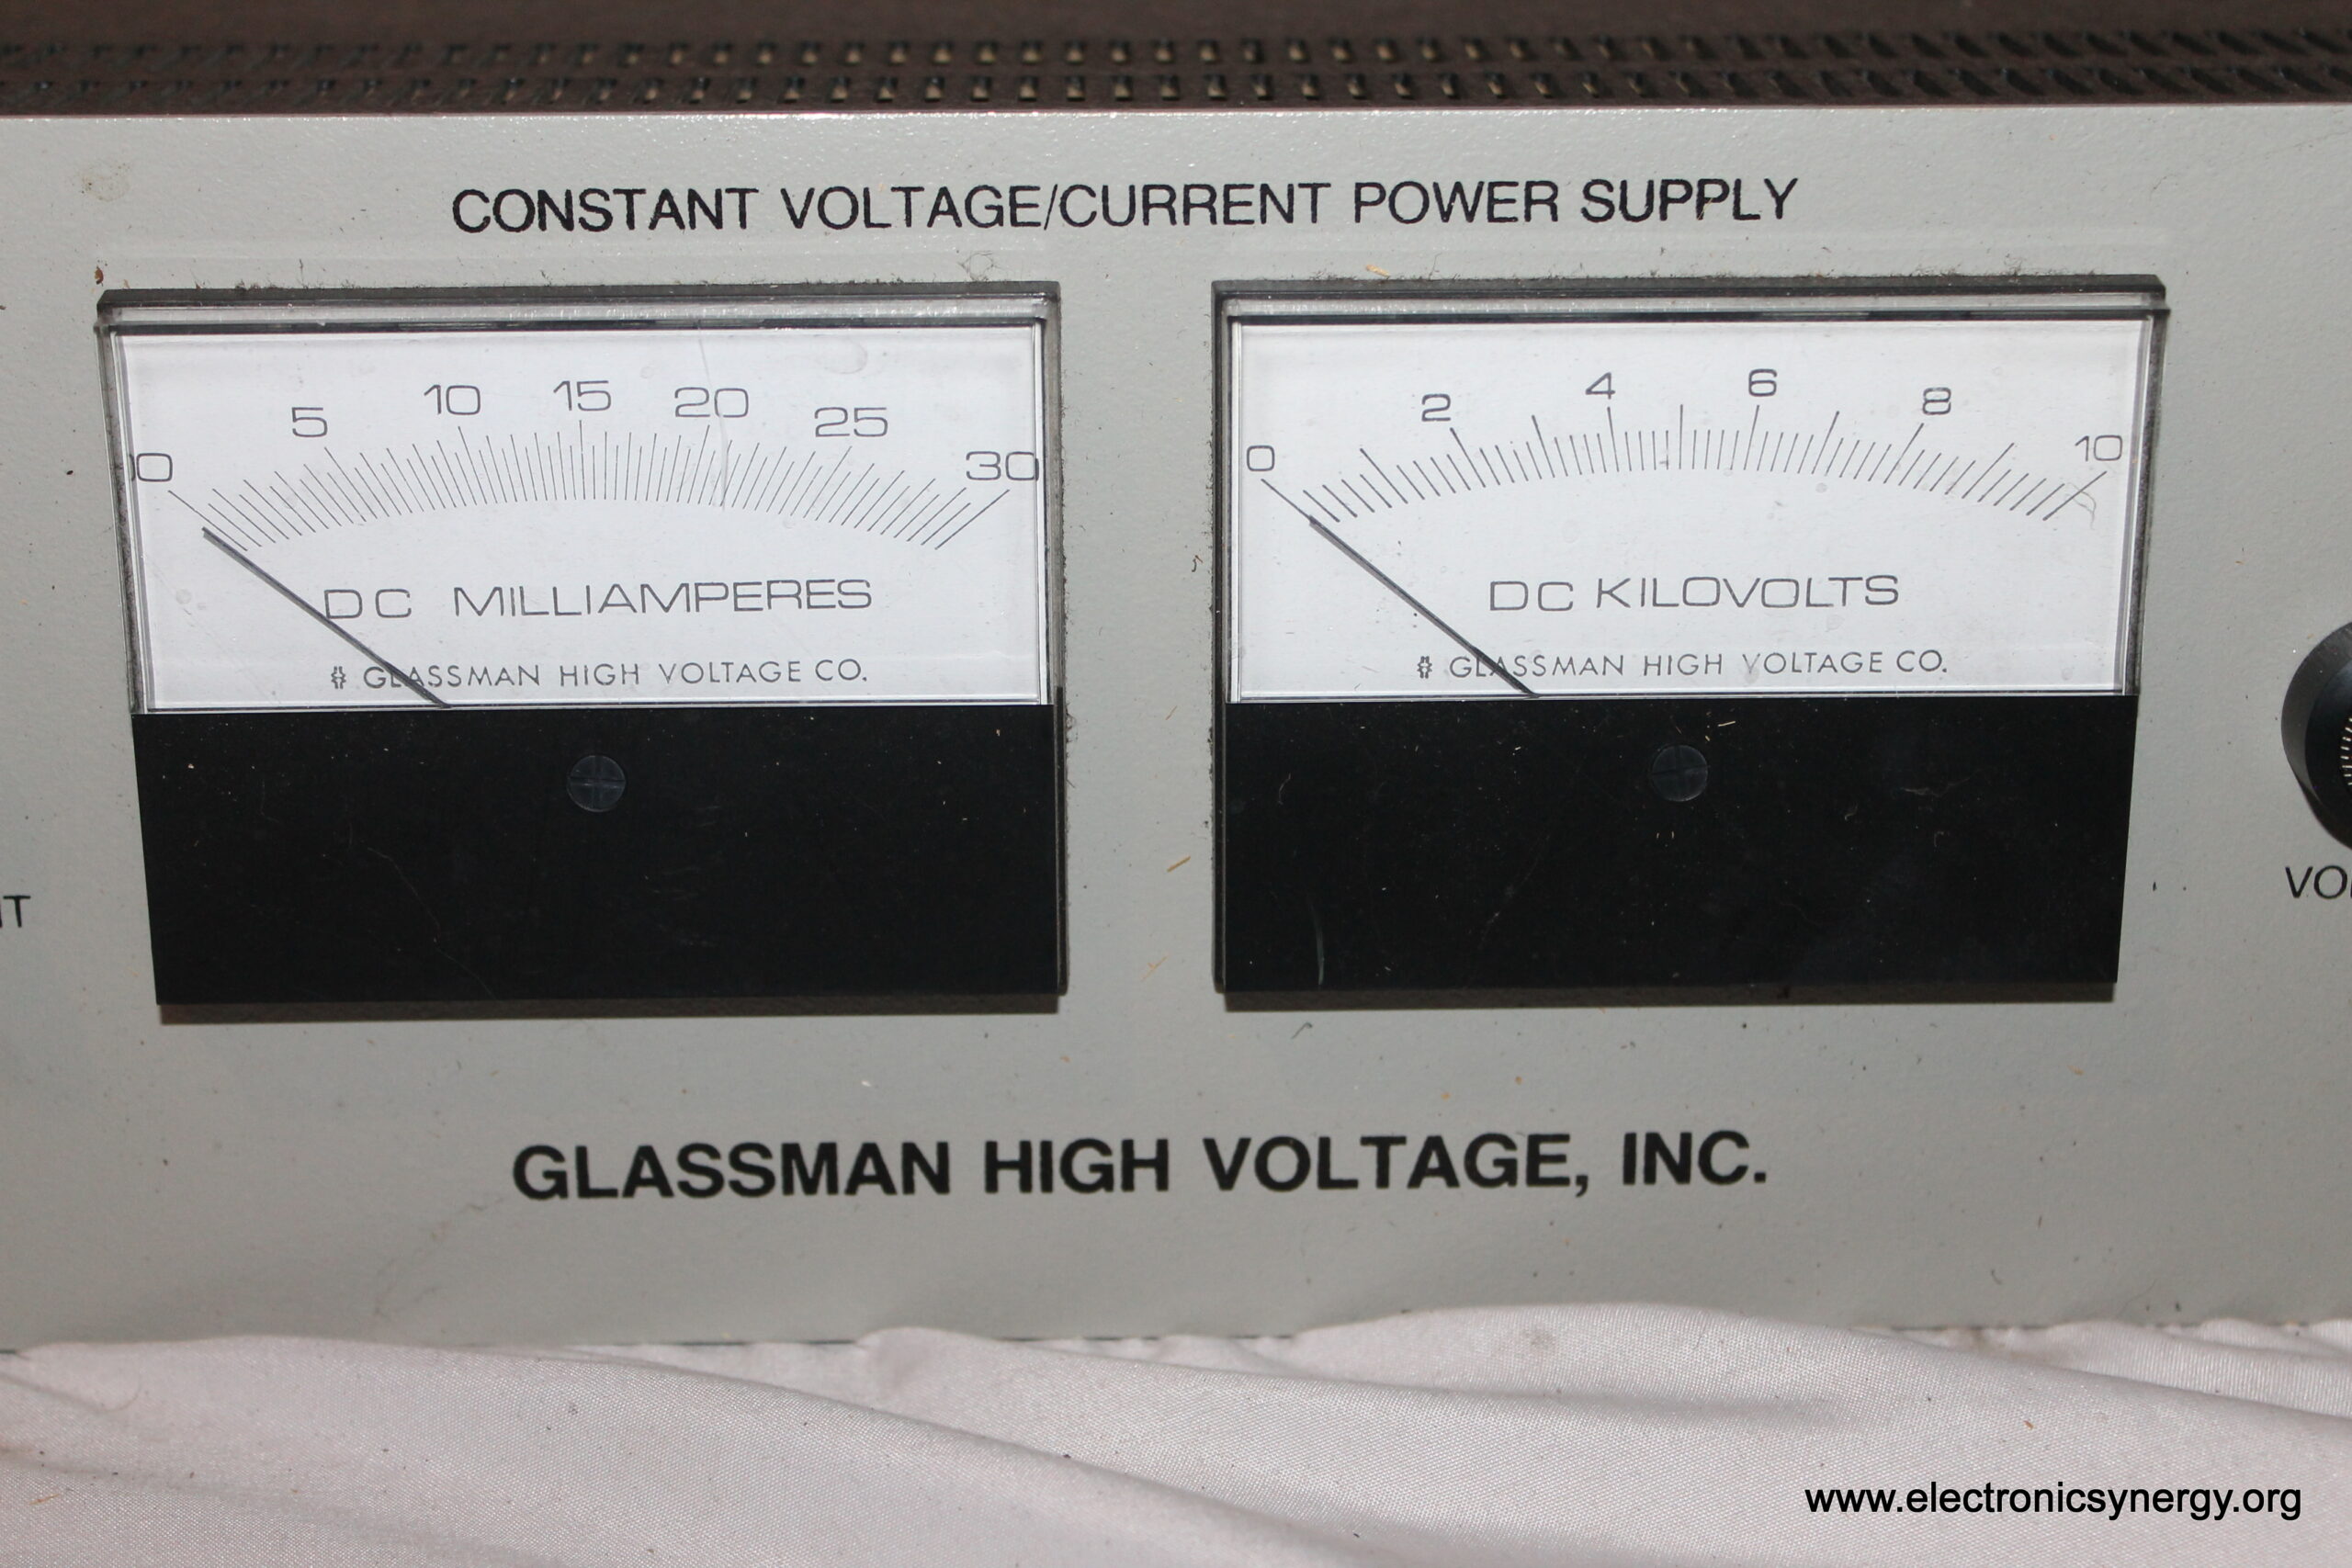 CONSTANT VOLTAGE/CURRENT POWER SUPPLY
0 5 10 15 20 25 30
DC MILLIAMPERES
GLASSMAN HIGH VOLTAGE CO.
0 2 4 6 8 10
DC KILOVOLTS
GLASSMAN HIGH VOLTAGE CO.
GLASSMAN HIGH VOLTAGE, INC.
www.electronicsynergy.org